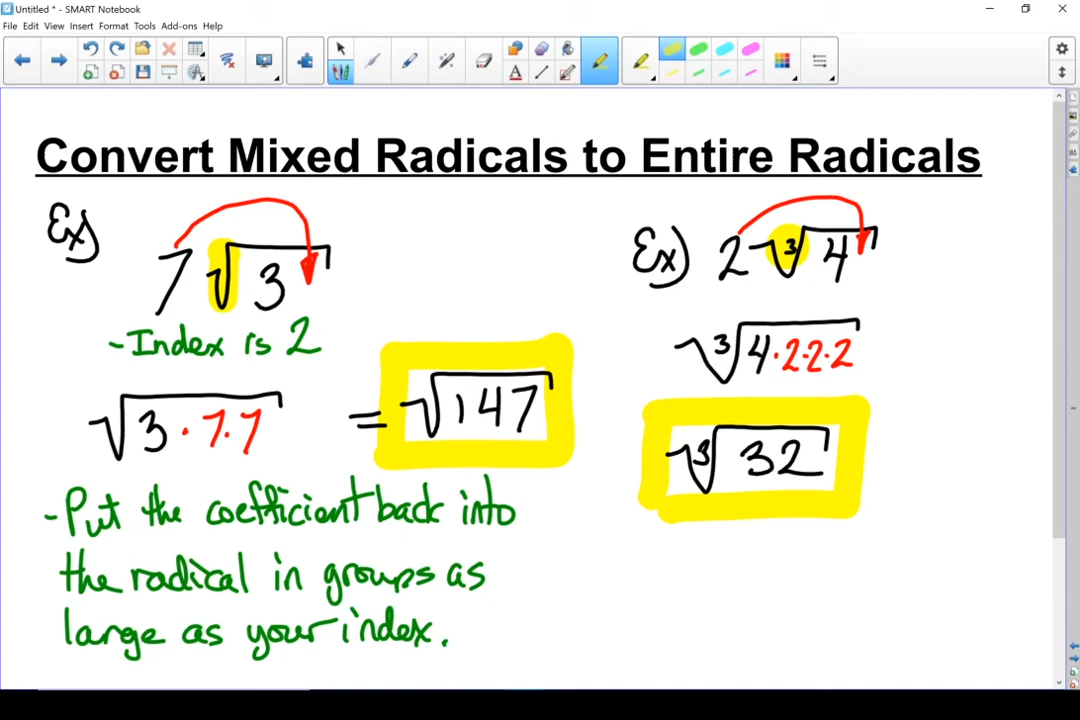 Untitled * - SMART Notebook
File Edit View Insert Format Tools Add-ons Help
Convert Mixed Radicals to Entire Radicals
Ex) 7√3
- Index is 2
√3·7·7 = √147
- Put the coefficient back into
the radical in groups as
large as your index.
Ex) 2∛4
∛4·2·2·2
∛32